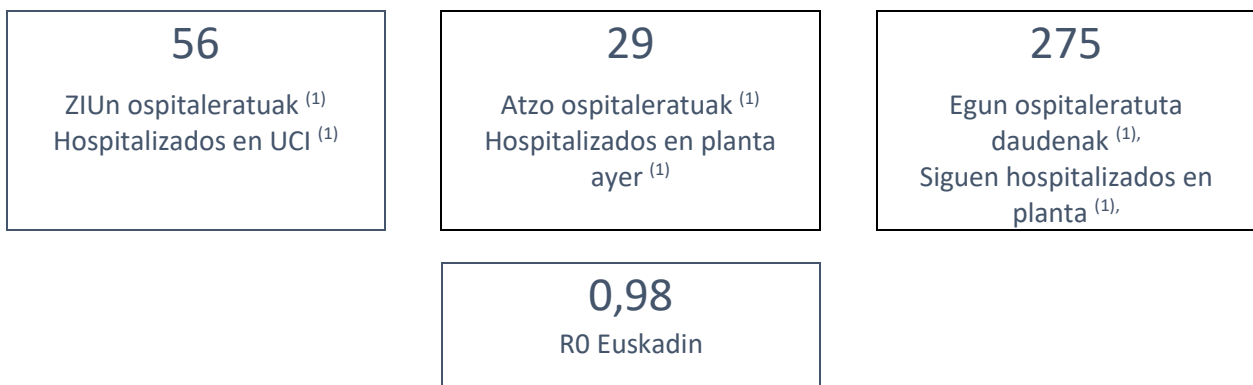 56
ZIUn ospitaleratuak (1)
Hospitalizados en UCI (1)
29
Atzo ospitaleratuak (1)
Hospitalizados en planta
ayer (1)
275
Egun ospitaleratuta
daudenak (1),
Siguen hospitalizados en
planta (1),
0,98
R0 Euskadin